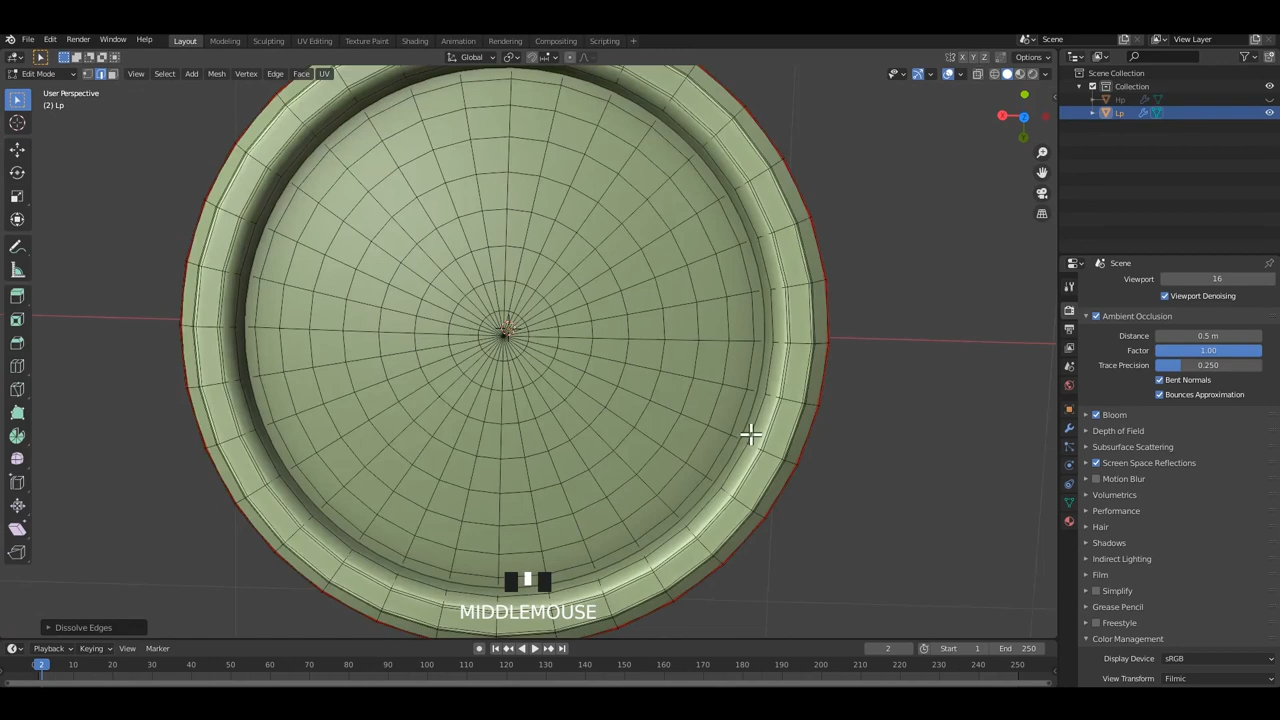 File Edit Render Window Help Layout Modeling Sculpting UV Editing Texture Paint Shading Animation Rendering Compositing Scripting + Scene View Layer
Global X Y Z Options
Edit Mode View Select Add Mesh Vertex Edge Face UV
User Perspective
(2) Lp
X
Z
Y
Scene Collection
Collection
Hp
Lp
Scene
Viewport 16
Viewport Denoising
Ambient Occlusion
Distance 0.5 m
Factor 1.00
Trace Precision 0.250
Bent Normals
Bounces Approximation
Bloom
Depth of Field
Subsurface Scattering
Screen Space Reflections
Motion Blur
Volumetrics
Performance
Hair
Shadows
Indirect Lighting
Film
Simplify
Grease Pencil
Freestyle
Color Management
Display Device sRGB
View Transform Filmic
MIDDLEMOUSE
Dissolve Edges
Playback Keying View Marker 2 Start 1 End 250
2 10 20 30 40 50 60 70 80 90 100 110 120 130 140 150 160 170 180 190 200 210 220 230 240 250